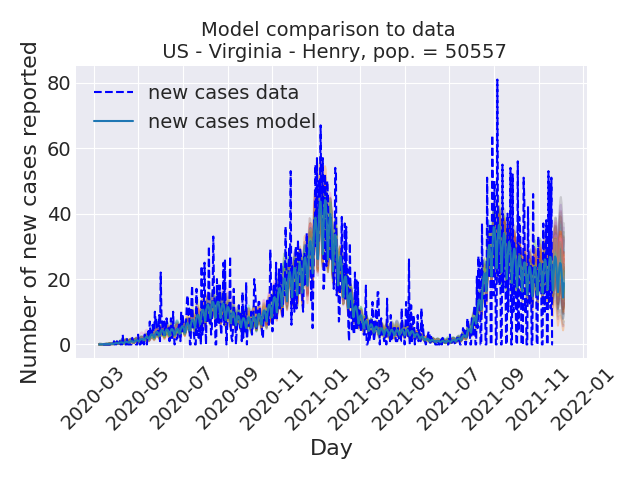 Model comparison to data
US - Virginia - Henry, pop. = 50557
Number of new cases reported
80
60
40
20
0
new cases data
new cases model
2020-03
2020-05
2020-07
2020-09
2020-11
2021-01
2021-03
2021-05
2021-07
2021-09
2021-11
2022-01
Day